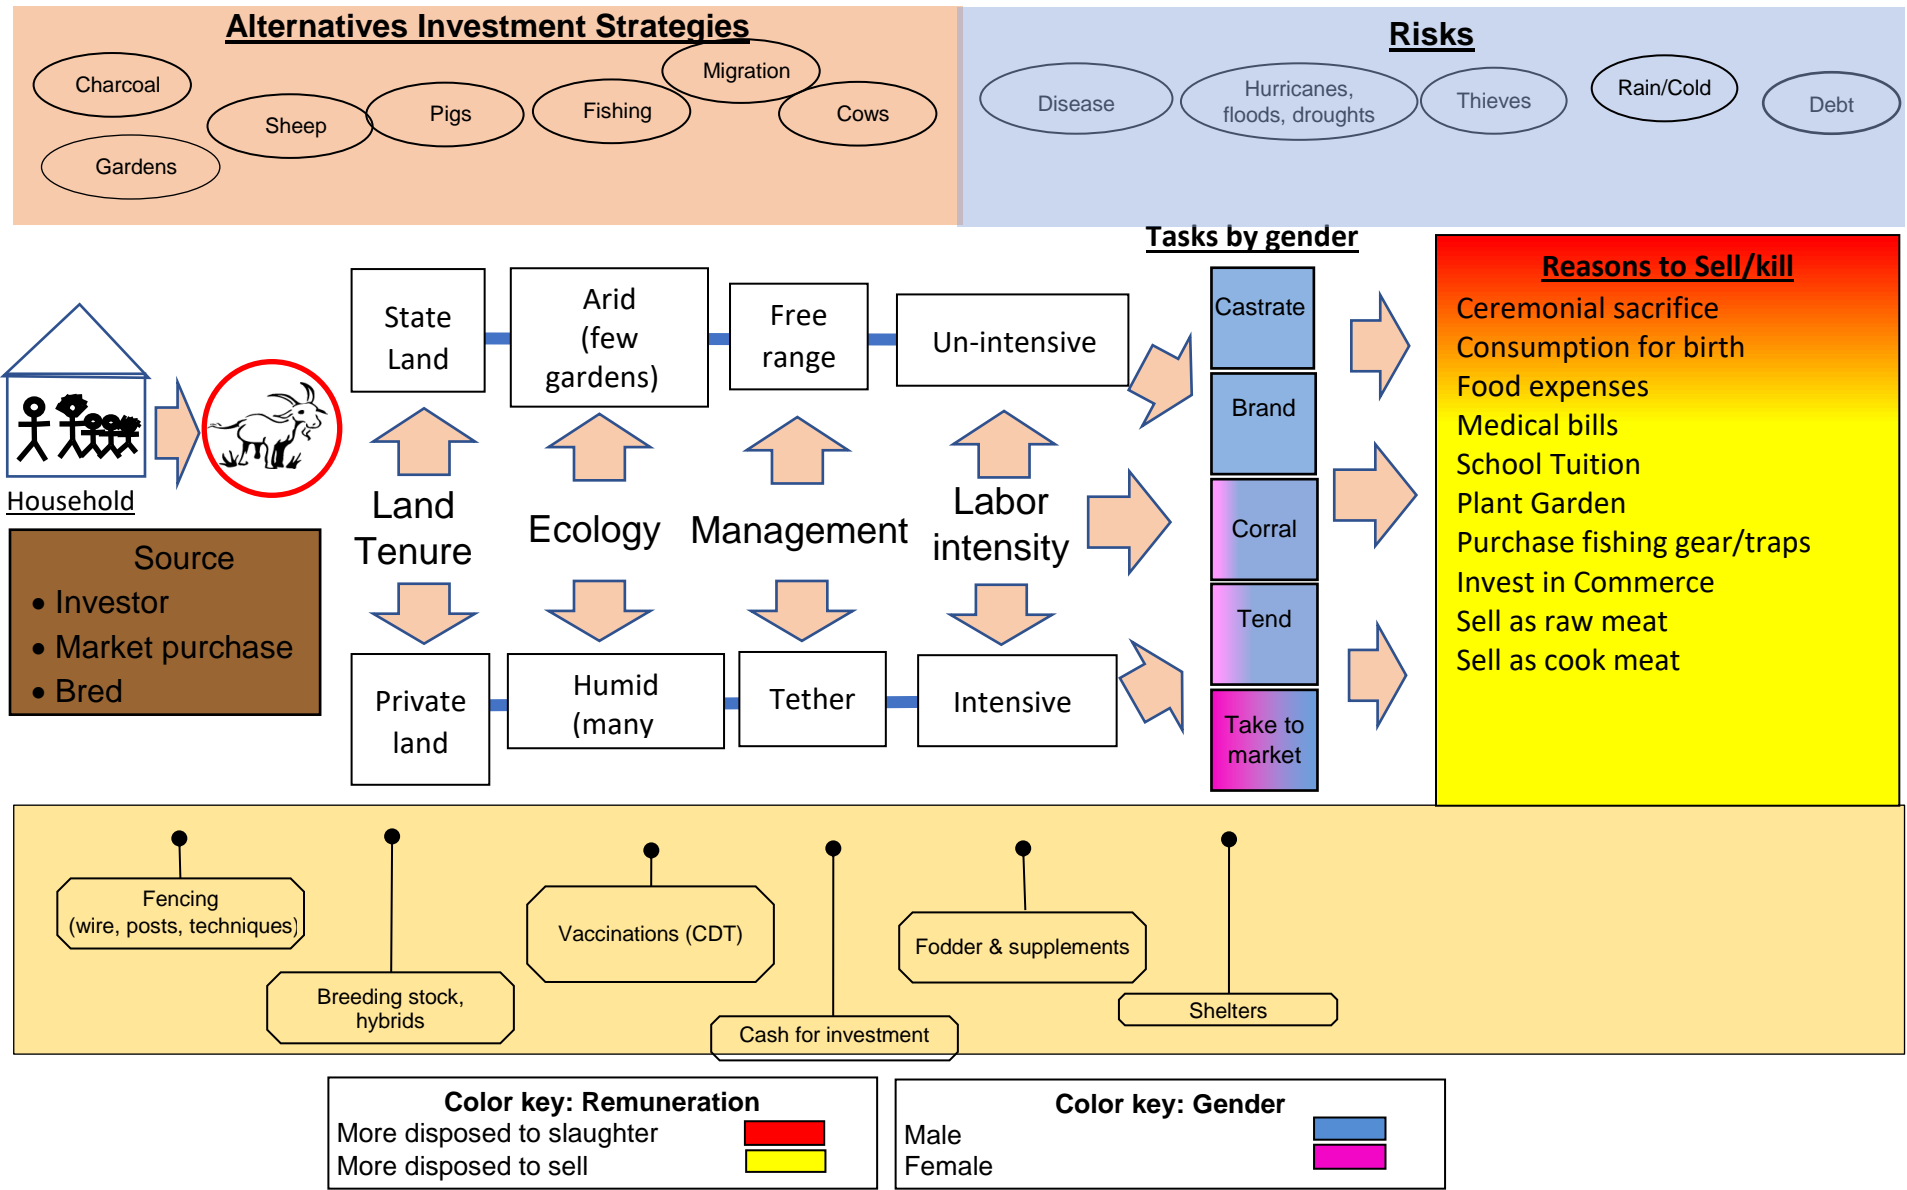 Alternatives Investment Strategies
Charcoal
Gardens
Sheep
Pigs
Fishing
Migration
Cows
Risks
Disease
Hurricanes,
floods, droughts
Thieves
Rain/Cold
Debt
Household
Source
• Investor
• Market purchase
• Bred
State
Land
Arid
(few
gardens)
Free
range
Un-intensive
Land
Tenure
Ecology
Management
Labor
intensity
Private
land
Humid
(many
Tether
Intensive
Tasks by gender
Castrate
Brand
Corral
Tend
Take to
market
Reasons to Sell/kill
Ceremonial sacrifice
Consumption for birth
Food expenses
Medical bills
School Tuition
Plant Garden
Purchase fishing gear/traps
Invest in Commerce
Sell as raw meat
Sell as cook meat
Fencing
(wire, posts, techniques)
Breeding stock,
hybrids
Vaccinations (CDT)
Cash for investment
Fodder & supplements
Shelters
Color key: Remuneration
More disposed to slaughter
More disposed to sell
Color key: Gender
Male
Female